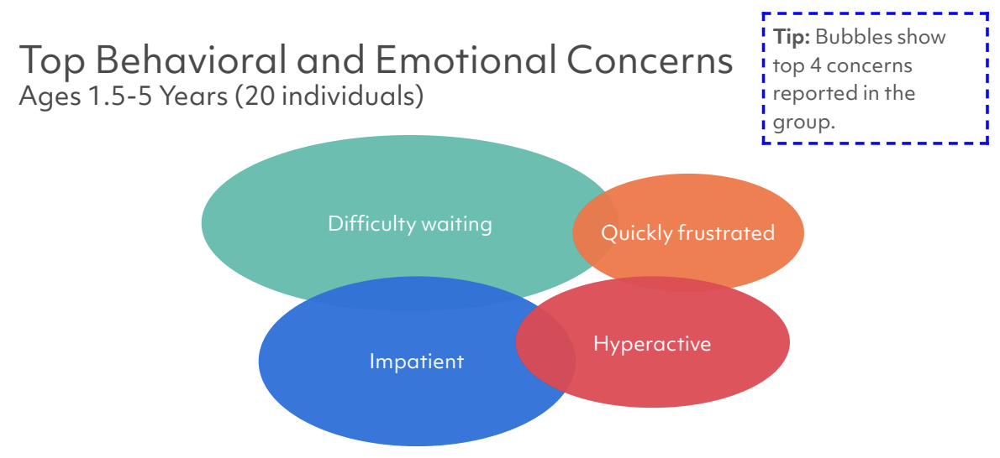 Top Behavioral and Emotional Concerns
Ages 1.5-5 Years (20 individuals)
Tip: Bubbles show
top 4 concerns
reported in the
group.
Difficulty waiting
Quickly frustrated
Impatient
Hyperactive